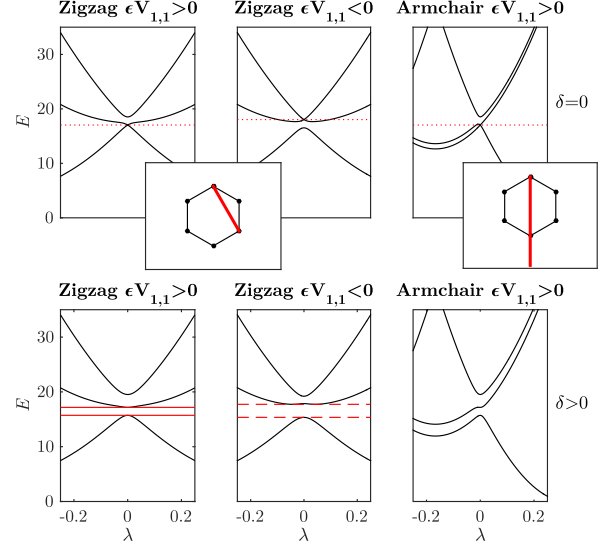 Zigzag ϵV1,1>0 Zigzag ϵV1,1<0 Armchair ϵV1,1>0
30
20
10
0
E
δ=0
Zigzag ϵV1,1>0 Zigzag ϵV1,1<0 Armchair ϵV1,1>0
30
20
10
0
E
δ>0
-0.2 0 0.2 -0.2 0 0.2 -0.2 0 0.2
λ λ λ